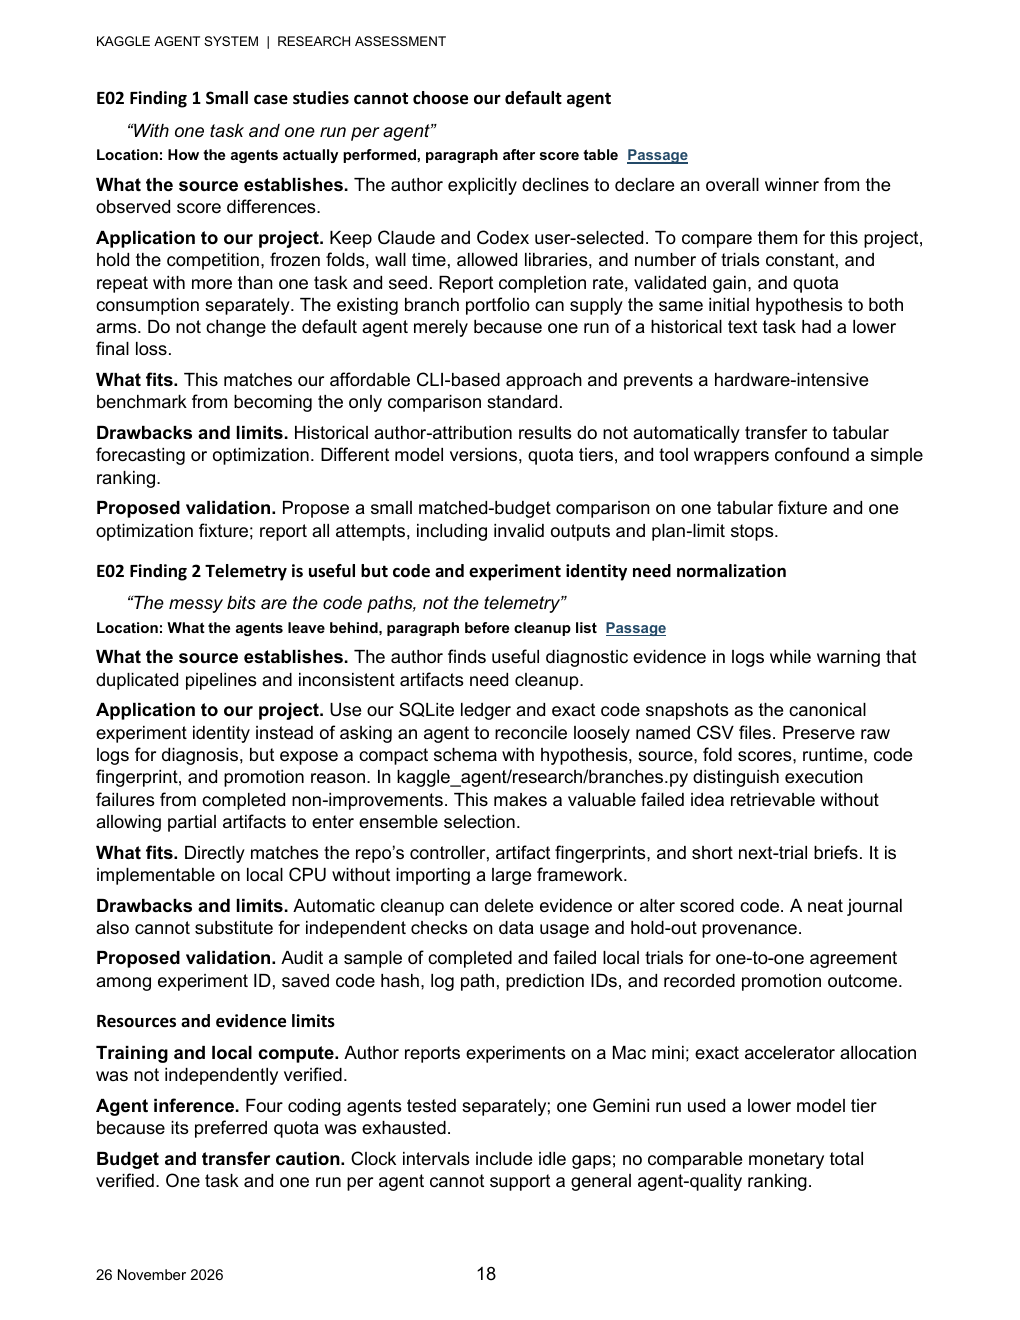 KAGGLE AGENT SYSTEM | RESEARCH ASSESSMENT
E02 Finding 1 Small case studies cannot choose our default agent
“With one task and one run per agent”
Location: How the agents actually performed, paragraph after score table Passage
What the source establishes. The author explicitly declines to declare an overall winner from the
observed score differences.
Application to our project. Keep Claude and Codex user-selected. To compare them for this project,
hold the competition, frozen folds, wall time, allowed libraries, and number of trials constant, and
repeat with more than one task and seed. Report completion rate, validated gain, and quota
consumption separately. The existing branch portfolio can supply the same initial hypothesis to both
arms. Do not change the default agent merely because one run of a historical text task had a lower
final loss.
What fits. This matches our affordable CLI-based approach and prevents a hardware-intensive
benchmark from becoming the only comparison standard.
Drawbacks and limits. Historical author-attribution results do not automatically transfer to tabular
forecasting or optimization. Different model versions, quota tiers, and tool wrappers confound a simple
ranking.
Proposed validation. Propose a small matched-budget comparison on one tabular fixture and one
optimization fixture; report all attempts, including invalid outputs and plan-limit stops.
E02 Finding 2 Telemetry is useful but code and experiment identity need normalization
“The messy bits are the code paths, not the telemetry”
Location: What the agents leave behind, paragraph before cleanup list Passage
What the source establishes. The author finds useful diagnostic evidence in logs while warning that
duplicated pipelines and inconsistent artifacts need cleanup.
Application to our project. Use our SQLite ledger and exact code snapshots as the canonical
experiment identity instead of asking an agent to reconcile loosely named CSV files. Preserve raw
logs for diagnosis, but expose a compact schema with hypothesis, source, fold scores, runtime, code
fingerprint, and promotion reason. In kaggle_agent/research/branches.py distinguish execution
failures from completed non-improvements. This makes a valuable failed idea retrievable without
allowing partial artifacts to enter ensemble selection.
What fits. Directly matches the repo’s controller, artifact fingerprints, and short next-trial briefs. It is
implementable on local CPU without importing a large framework.
Drawbacks and limits. Automatic cleanup can delete evidence or alter scored code. A neat journal
also cannot substitute for independent checks on data usage and hold-out provenance.
Proposed validation. Audit a sample of completed and failed local trials for one-to-one agreement
among experiment ID, saved code hash, log path, prediction IDs, and recorded promotion outcome.
Resources and evidence limits
Training and local compute. Author reports experiments on a Mac mini; exact accelerator allocation
was not independently verified.
Agent inference. Four coding agents tested separately; one Gemini run used a lower model tier
because its preferred quota was exhausted.
Budget and transfer caution. Clock intervals include idle gaps; no comparable monetary total
verified. One task and one run per agent cannot support a general agent-quality ranking.
26 November 2026 18